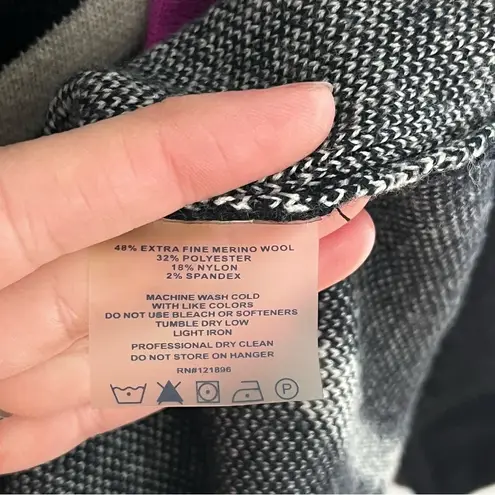 48% EXTRA FINE MERINO WOOL
32% POLYESTER
18% NYLON
2% SPANDEX
MACHINE WASH COLD
WITH LIKE COLORS
DO NOT USE BLEACH OR SOFTENERS
TUMBLE DRY LOW
LIGHT IRON
PROFESSIONAL DRY CLEAN
DO NOT STORE ON HANGER
RN#121896
P